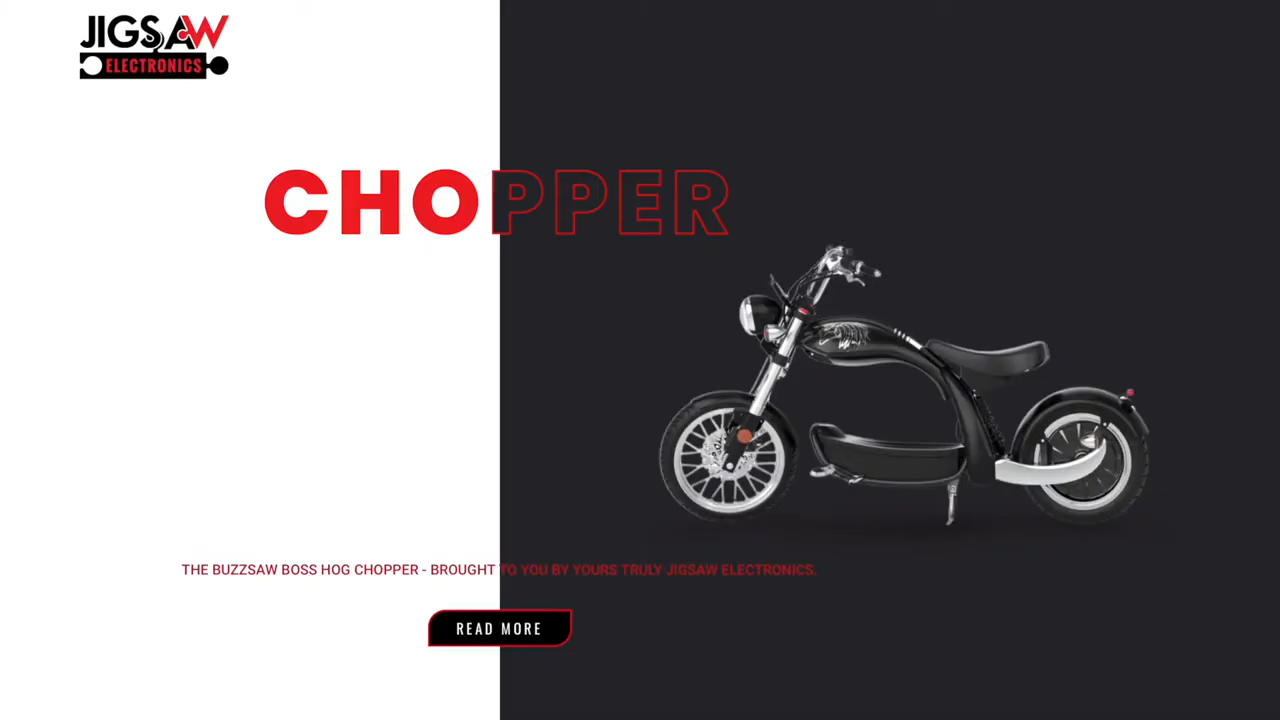 JIGSAW
ELECTRONICS
CHOPPER
THE BUZZSAW BOSS HOG CHOPPER - BROUGHT TO YOU BY YOURS TRULY JIGSAW ELECTRONICS.
READ MORE